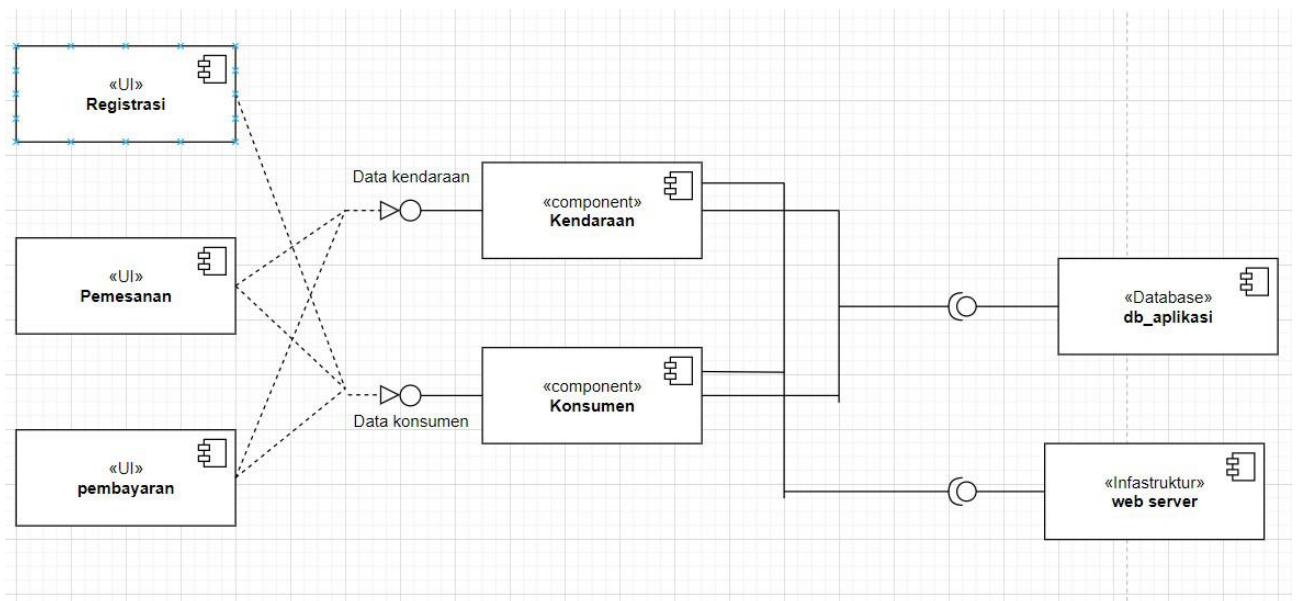 «UI»
Registrasi
Data kendaraan
«component»
Kendaraan
«UI»
Pemesanan
«Database»
db_aplikasi
«component»
Konsumen
Data konsumen
«UI»
pembayaran
«Infastruktur»
web server